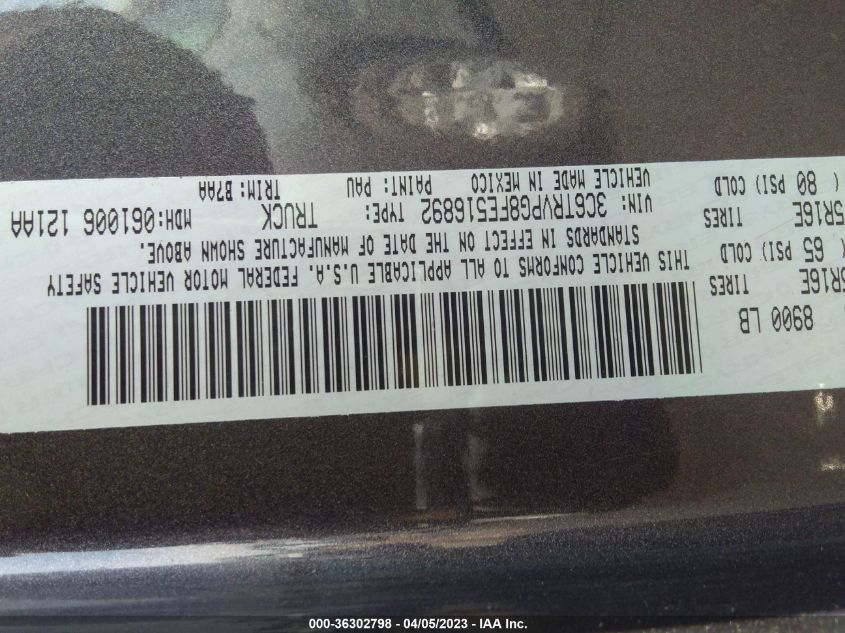 8900 LB
5R16E TIRES
( 65 PSI) COLD
5R16E TIRES
( 80 PSI) COLD
THIS VEHICLE CONFORMS TO ALL APPLICABLE U.S.A. FEDERAL MOTOR VEHICLE SAFETY
STANDARDS IN EFFECT ON THE DATE OF MANUFACTURE SHOWN ABOVE.
VIN: 3C6TRVPG8FE516692 TYPE: TRUCK MDH:061006 121AA
VEHICLE MADE IN MEXICO PAINT: PAU TRIM: B7AA
000-36302798 - 04/05/2023 - IAA Inc.